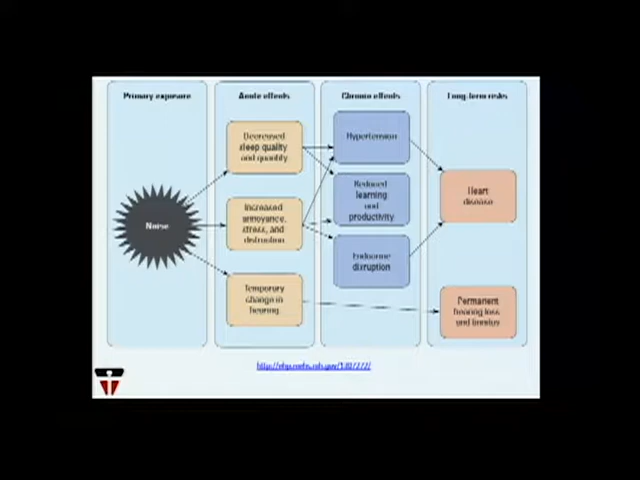 Primary exposure
Acute effects
Chronic effects
Long-term risks
Noise
Decreased
sleep quality
and quantity
Increased
annoyance,
stress, and
distraction
Temporary
change in
hearing
Hypertension
Reduced
learning
and
productivity
Endocrine
disruption
Heart
disease
Permanent
hearing loss
and tinnitus